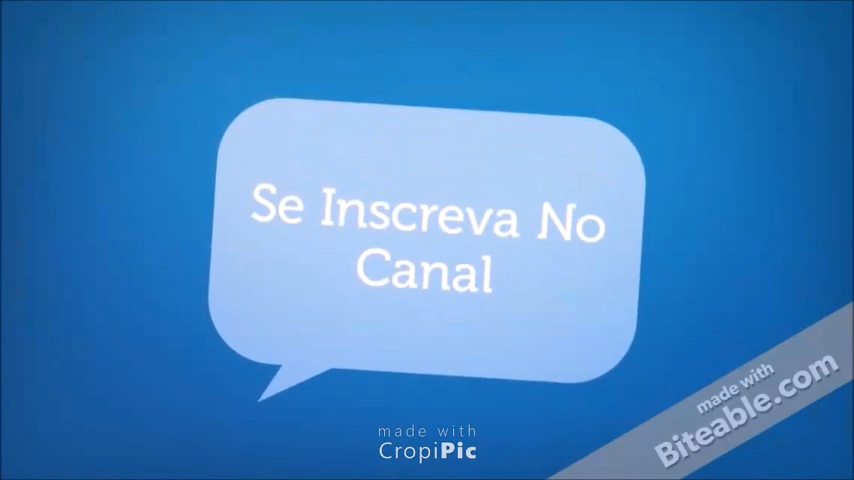 Se Inscreva No
Canal
made with
Biteable.com
made with
CropiPic